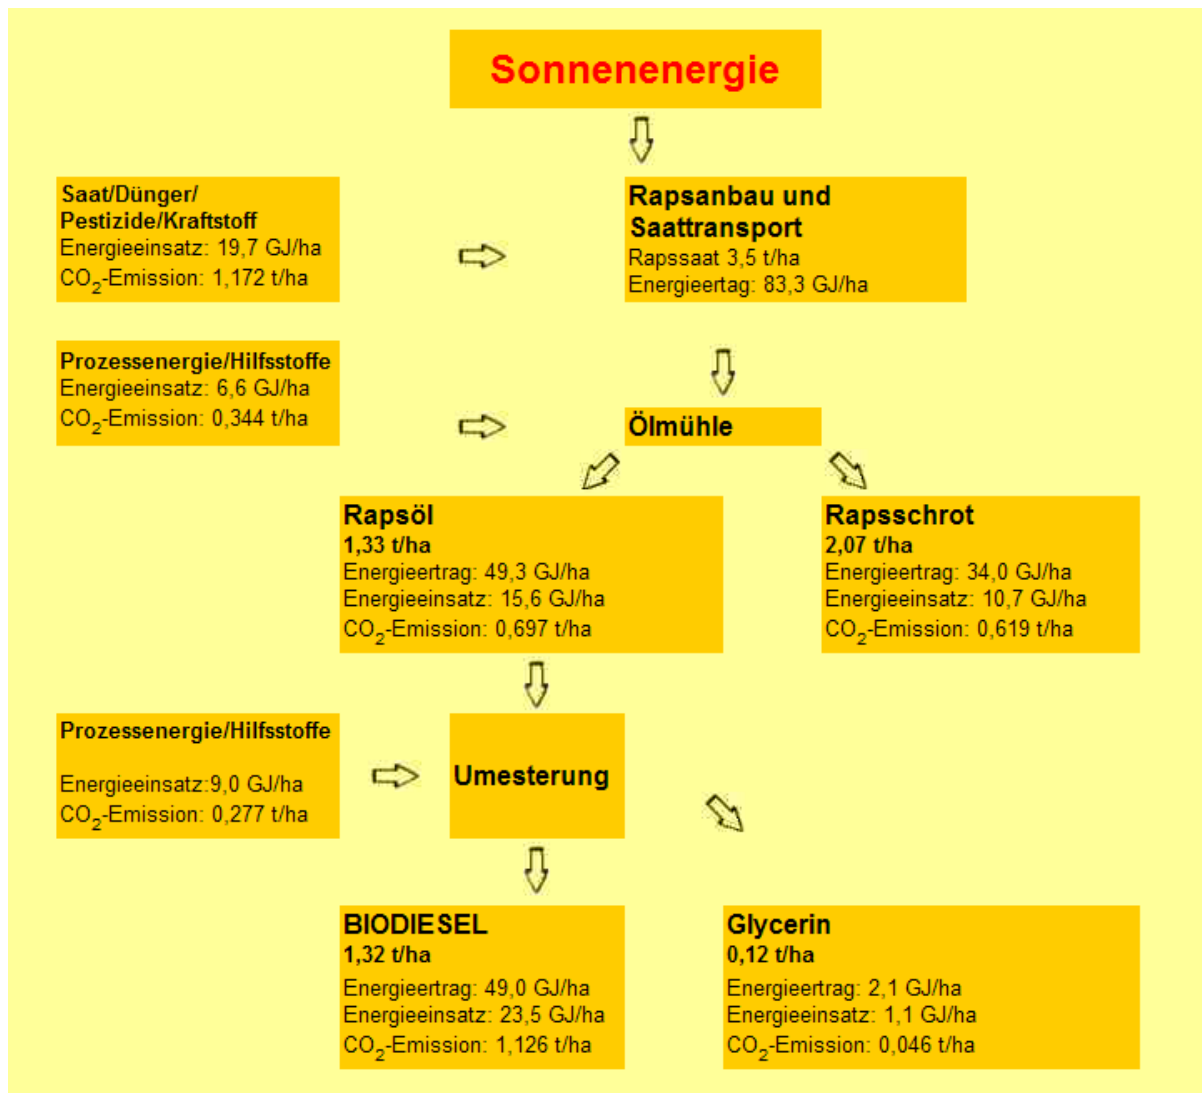 Sonnenenergie
Saat/Dünger/
Pestizide/Kraftstoff
Energieeinsatz: 19,7 GJ/ha
CO₂-Emission: 1,172 t/ha
Rapsanbau und
Saattransport
Rapssaat 3,5 t/ha
Energieertag: 83,3 GJ/ha
Prozessenergie/Hilfsstoffe
Energieeinsatz: 6,6 GJ/ha
CO₂-Emission: 0,344 t/ha
Ölmühle
Rapsöl
1,33 t/ha
Energieertrag: 49,3 GJ/ha
Energieeinsatz: 15,6 GJ/ha
CO₂-Emission: 0,697 t/ha
Rapsschrot
2,07 t/ha
Energieertrag: 34,0 GJ/ha
Energieeinsatz: 10,7 GJ/ha
CO₂-Emission: 0,619 t/ha
Prozessenergie/Hilfsstoffe
Energieeinsatz:9,0 GJ/ha
CO₂-Emission: 0,277 t/ha
Umesterung
BIODIESEL
1,32 t/ha
Energieertrag: 49,0 GJ/ha
Energieeinsatz: 23,5 GJ/ha
CO₂-Emission: 1,126 t/ha
Glycerin
0,12 t/ha
Energieertrag: 2,1 GJ/ha
Energieeinsatz: 1,1 GJ/ha
CO₂-Emission: 0,046 t/ha